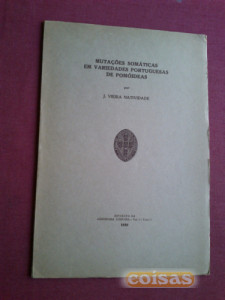 MUTAÇÕES SOMÁTICAS
EM VARIEDADES PORTUGUESAS
DE POMÓIDEAS
POR
J. VIEIRA NATIVIDADE
coisas